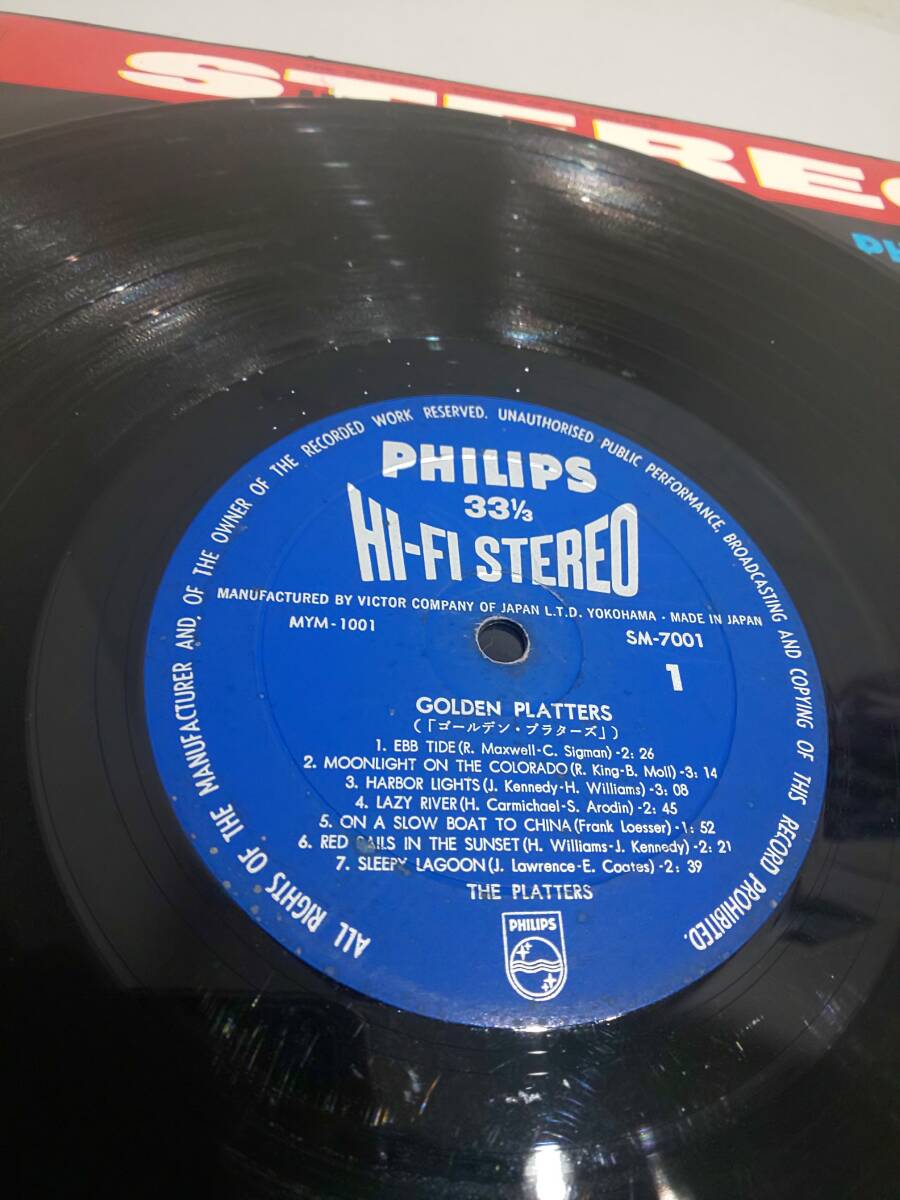 STEREO
PH
ALL RIGHTS OF THE MANUFACTURER AND, OF THE OWNER OF THE RECORDED WORK RESERVED. UNAUTHORISED PUBLIC PERFORMANCE, BROADCASTING AND COPYING OF THIS RECORD PROHIBITED.
PHILIPS
33⅓
HI-FI STEREO
MANUFACTURED BY VICTOR COMPANY OF JAPAN L.T.D. YOKOHAMA · MADE IN JAPAN
MYM-1001 SM-7001
1
GOLDEN PLATTERS
(「ゴールデン・プラターズ」)
1. EBB TIDE (R. Maxwell-C. Sigman)-2: 26
2. MOONLIGHT ON THE COLORADO (R. King-B. Moll)-3: 14
3. HARBOR LIGHTS (J. Kennedy-H. Williams)-3: 08
4. LAZY RIVER (H. Carmichael-S. Arodin)-2: 45
5. ON A SLOW BOAT TO CHINA (Frank Loesser)-1: 52
6. RED SAILS IN THE SUNSET (H. Williams-J. Kennedy)-2: 21
7. SLEEPY LAGOON (J. Lawrence-E. Coates)-2: 39
THE PLATTERS
PHILIPS